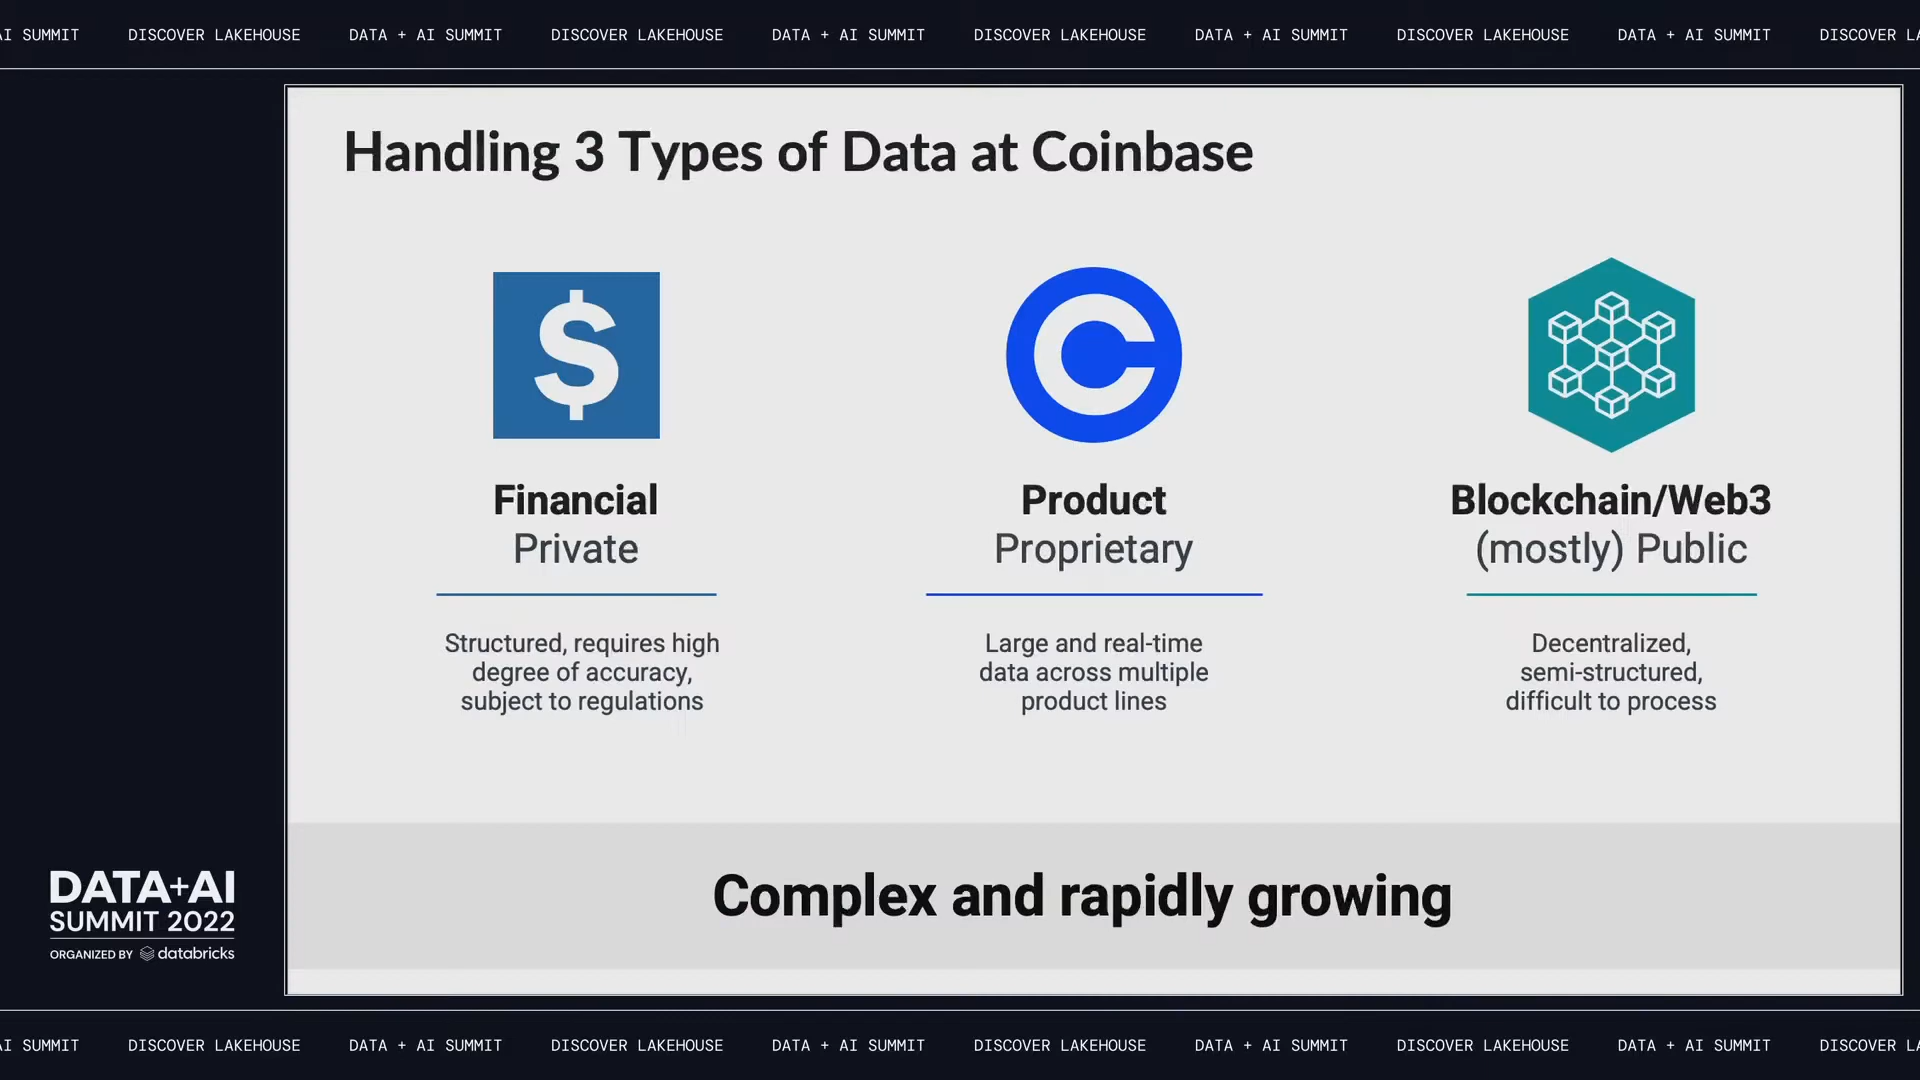 AI SUMMIT DISCOVER LAKEHOUSE DATA + AI SUMMIT DISCOVER LAKEHOUSE DATA + AI SUMMIT DISCOVER LAKEHOUSE DATA + AI SUMMIT DISCOVER LAKEHOUSE DATA + AI SUMMIT DISCOVER LA
Handling 3 Types of Data at Coinbase
$
Financial
Private
Structured, requires high
degree of accuracy,
subject to regulations
Product
Proprietary
Large and real-time
data across multiple
product lines
Blockchain/Web3
(mostly) Public
Decentralized,
semi-structured,
difficult to process
Complex and rapidly growing
DATA+AI
SUMMIT 2022
ORGANIZED BY databricks
AI SUMMIT DISCOVER LAKEHOUSE DATA + AI SUMMIT DISCOVER LAKEHOUSE DATA + AI SUMMIT DISCOVER LAKEHOUSE DATA + AI SUMMIT DISCOVER LAKEHOUSE DATA + AI SUMMIT DISCOVER LA